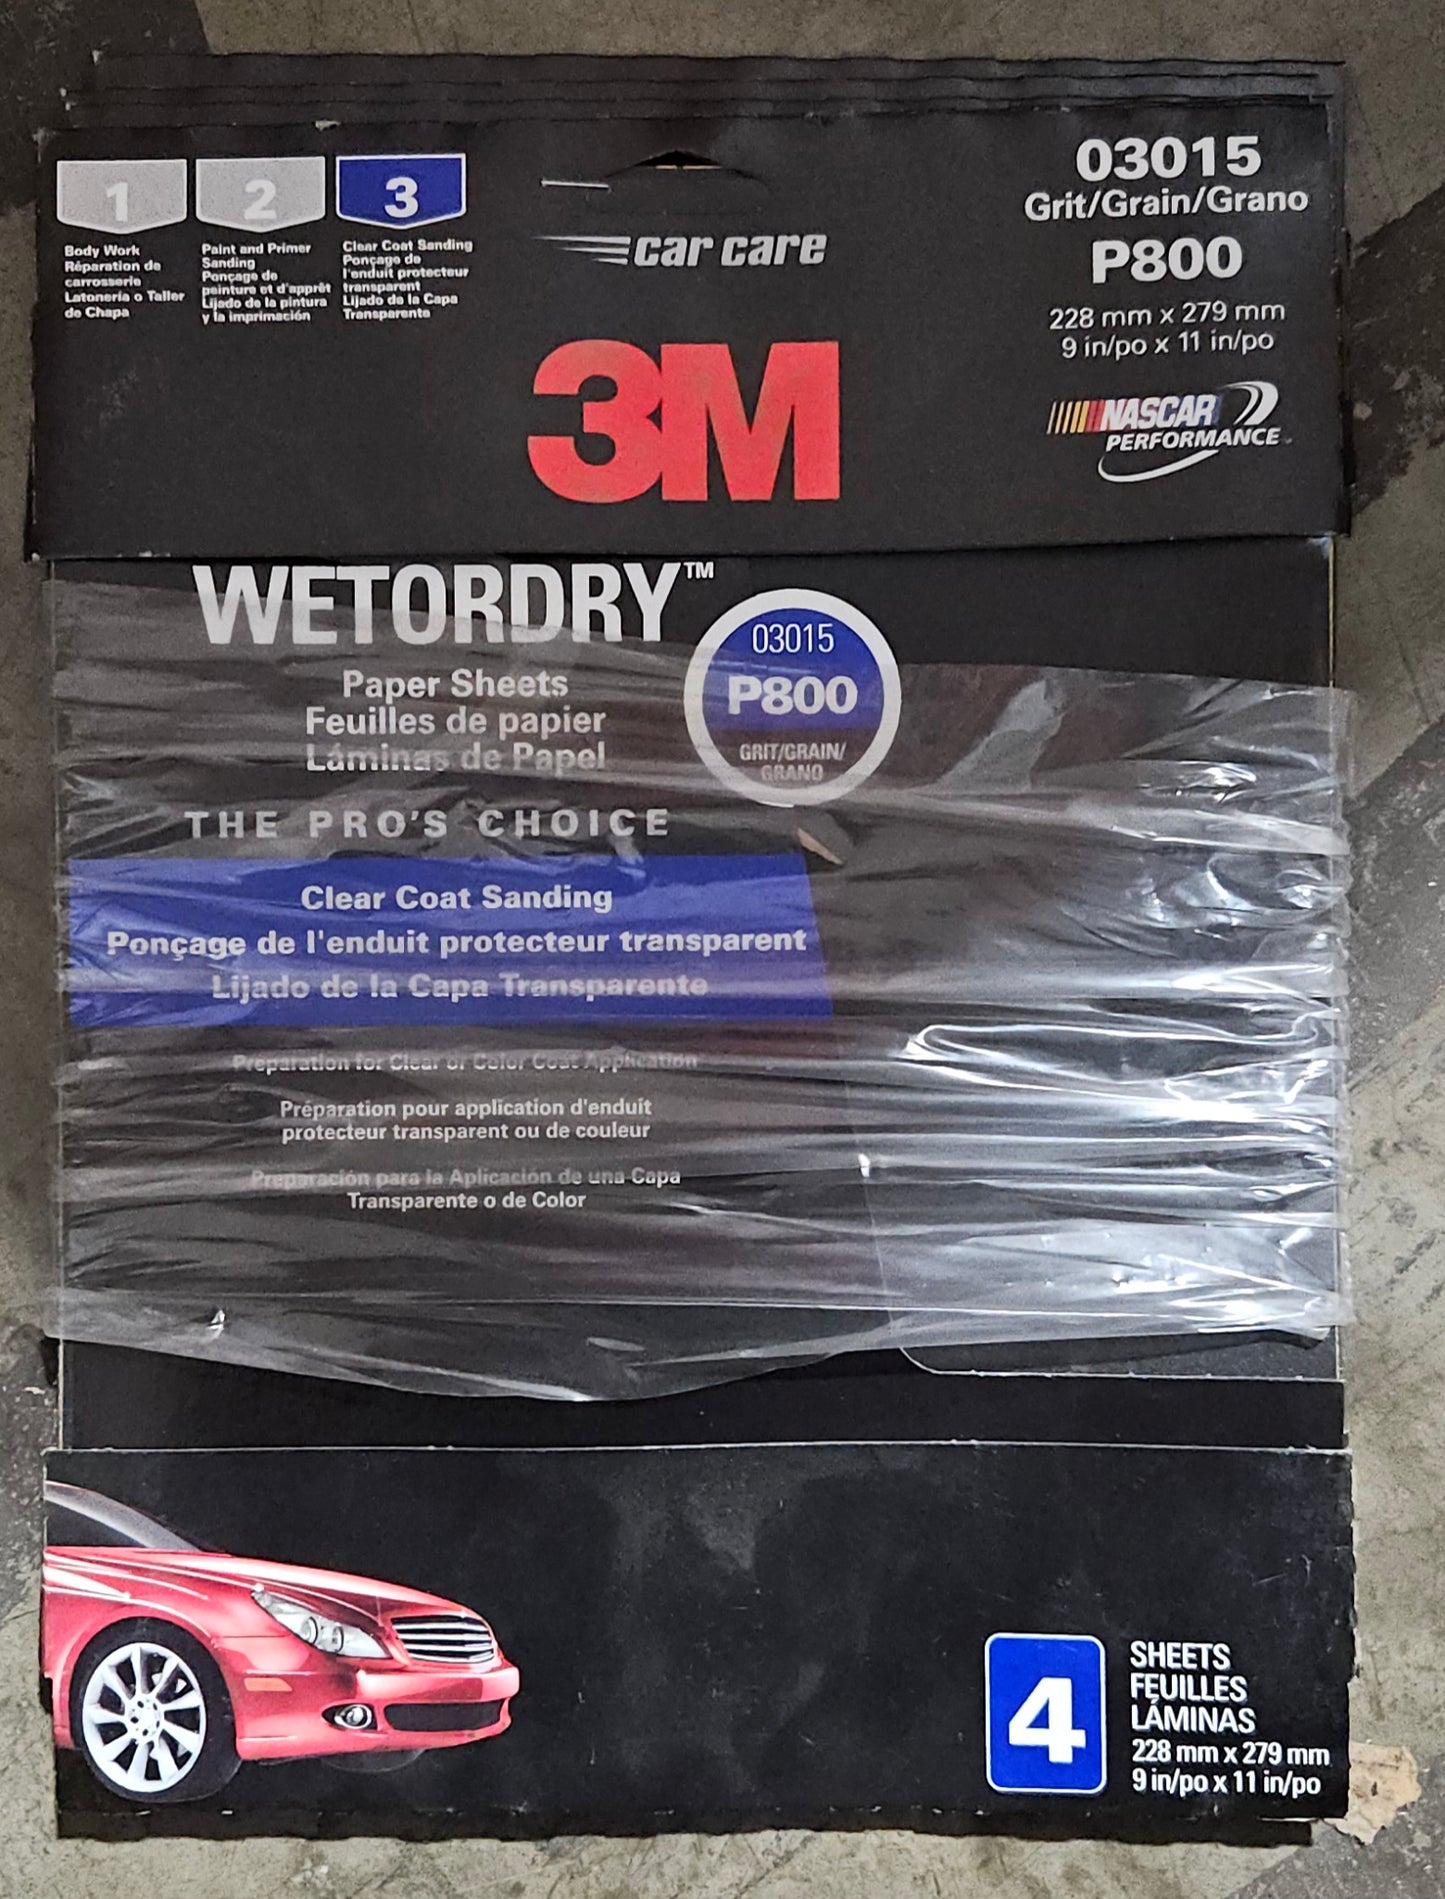 1
Body Work
Réparation de
carrosserie
Latonería o Taller
de Chapa
2
Paint and Primer
Sanding
Ponçage de
peinture et d'apprêt
Lijado de la pintura
y la imprimación
3
Clear Coat Sanding
Ponçage de
l'enduit protecteur
transparent
Lijado de la Capa
Transparente
car care
3M
03015
Grit/Grain/Grano
P800
228 mm x 279 mm
9 in/po x 11 in/po
NASCAR
PERFORMANCE
WETORDRY™
Paper Sheets
Feuilles de papier
Láminas de Papel
03015
P800
GRIT/GRAIN/
GRANO
THE PRO'S CHOICE
Clear Coat Sanding
Ponçage de l'enduit protecteur transparent
Lijado de la Capa Transparente
Preparation for Clear or Color Coat Application
Préparation pour application d'enduit
protecteur transparent ou de couleur
Preparación para la Aplicación de una Capa
Transparente o de Color
4
SHEETS
FEUILLES
LÁMINAS
228 mm x 279 mm
9 in/po x 11 in/po